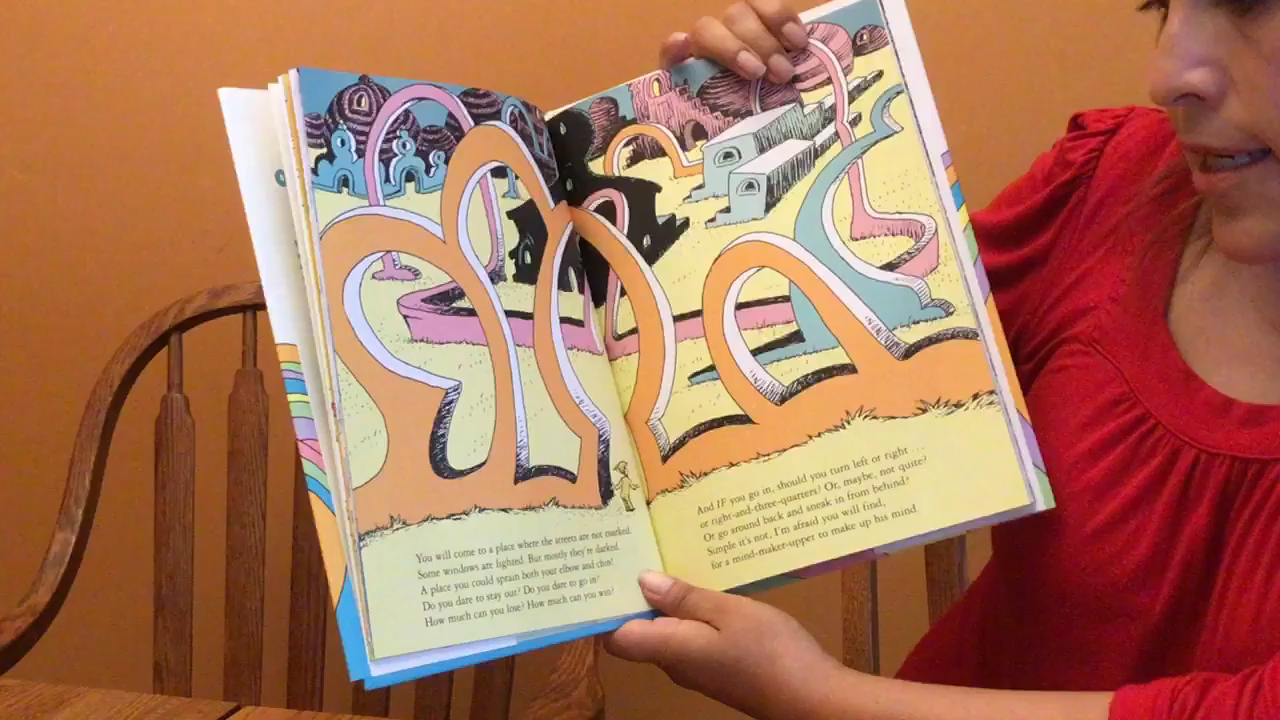 You will come to a place where the streets are not marked.
Some windows are lighted. But mostly they're darked.
A place you could sprain both your elbow and chin!
Do you dare to stay out? Do you dare to go in?
How much can you lose? How much can you win?
And IF you go in, should you turn left or right . . .
or right-and-three-quarters? Or, maybe, not quite?
Or go around back and sneak in from behind?
Simple it's not, I'm afraid you will find,
for a mind-maker-upper to make up his mind.